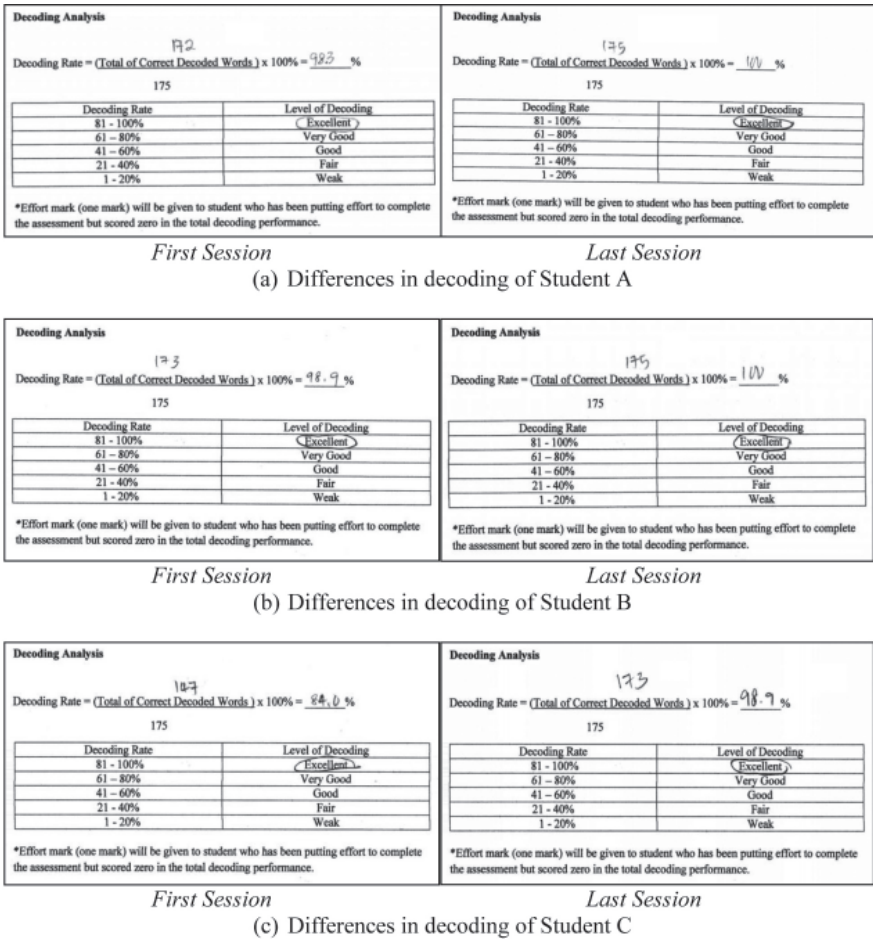 Decoding Analysis
172
Decoding Rate = (Total of Correct Decoded Words ) x 100% = 983 %
175
Decoding Rate Level of Decoding
81 - 100% Excellent
61 – 80% Very Good
41 – 60% Good
21 - 40% Fair
1 - 20% Weak
*Effort mark (one mark) will be given to student who has been putting effort to complete
the assessment but scored zero in the total decoding performance.
First Session
Decoding Analysis
175
Decoding Rate = (Total of Correct Decoded Words ) x 100% = 100 %
175
Decoding Rate Level of Decoding
81 - 100% Excellent
61 – 80% Very Good
41 – 60% Good
21 - 40% Fair
1 - 20% Weak
*Effort mark (one mark) will be given to student who has been putting effort to complete
the assessment but scored zero in the total decoding performance.
Last Session
(a) Differences in decoding of Student A
Decoding Analysis
173
Decoding Rate = (Total of Correct Decoded Words ) x 100% = 98.9 %
175
Decoding Rate Level of Decoding
81 - 100% Excellent
61 – 80% Very Good
41 – 60% Good
21 - 40% Fair
1 - 20% Weak
*Effort mark (one mark) will be given to student who has been putting effort to complete
the assessment but scored zero in the total decoding performance.
First Session
Decoding Analysis
175
Decoding Rate = (Total of Correct Decoded Words ) x 100% = 100 %
175
Decoding Rate Level of Decoding
81 - 100% Excellent
61 – 80% Very Good
41 – 60% Good
21 - 40% Fair
1 - 20% Weak
*Effort mark (one mark) will be given to student who has been putting effort to complete
the assessment but scored zero in the total decoding performance.
Last Session
(b) Differences in decoding of Student B
Decoding Analysis
147
Decoding Rate = (Total of Correct Decoded Words ) x 100% = 84.0 %
175
Decoding Rate Level of Decoding
81 - 100% Excellent
61 – 80% Very Good
41 – 60% Good
21 - 40% Fair
1 - 20% Weak
*Effort mark (one mark) will be given to student who has been putting effort to complete
the assessment but scored zero in the total decoding performance.
First Session
Decoding Analysis
173
Decoding Rate = (Total of Correct Decoded Words ) x 100% = 98.9 %
175
Decoding Rate Level of Decoding
81 - 100% Excellent
61 – 80% Very Good
41 – 60% Good
21 - 40% Fair
1 - 20% Weak
*Effort mark (one mark) will be given to student who has been putting effort to complete
the assessment but scored zero in the total decoding performance.
Last Session
(c) Differences in decoding of Student C